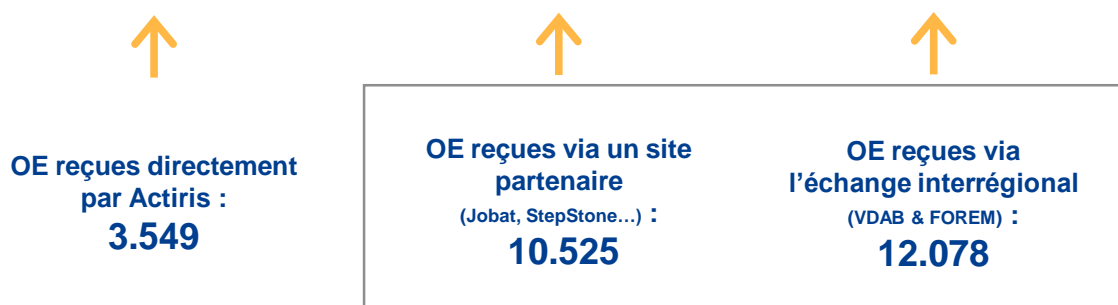 OE reçues directement
par Actiris :
3.549
OE reçues via un site
partenaire
(Jobat, StepStone…) :
10.525
OE reçues via
l’échange interrégional
(VDAB & FOREM) :
12.078